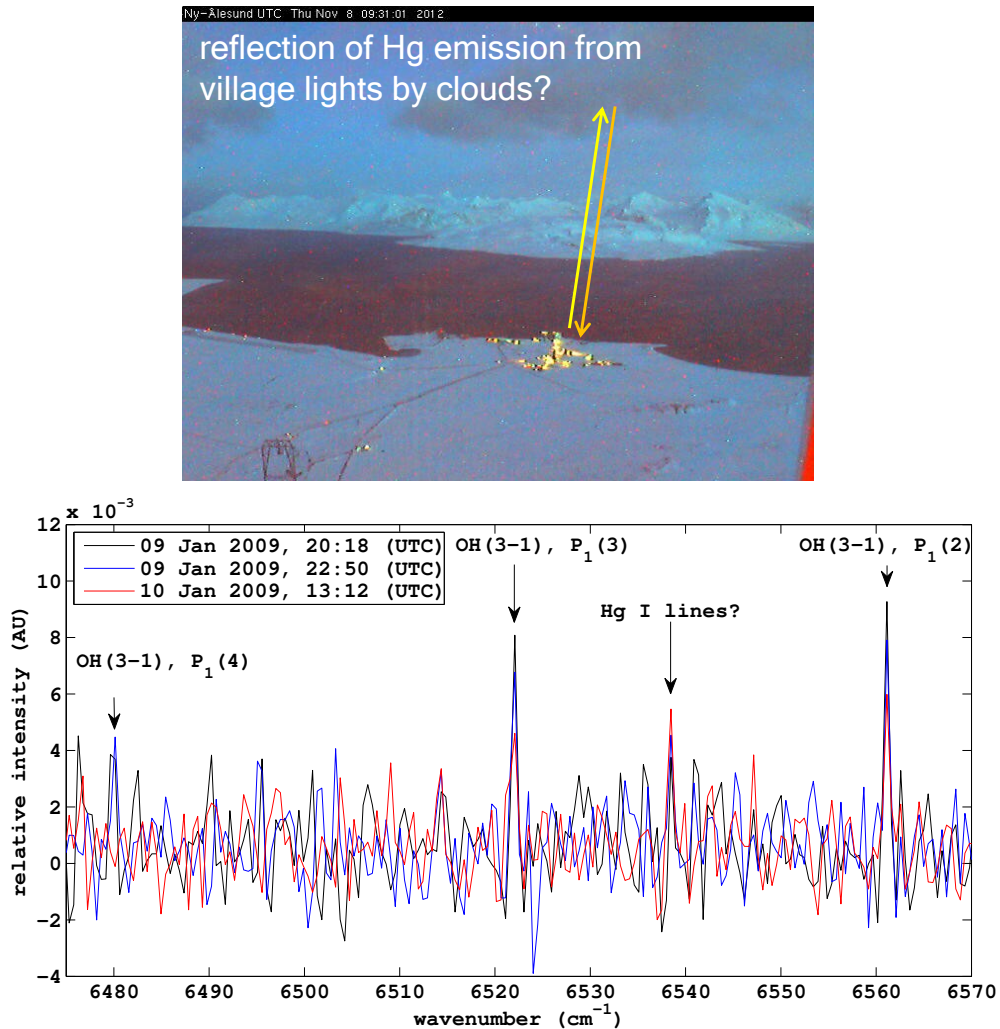 Ny-Ålesund UTC Thu Nov 8 09:31:01 2012
reflection of Hg emission from
village lights by clouds?
x 10^-3
12
10
8
6
4
2
0
-2
-4
relative intensity (AU)
09 Jan 2009, 20:18 (UTC)
09 Jan 2009, 22:50 (UTC)
10 Jan 2009, 13:12 (UTC)
OH(3-1), P_1(3)
OH(3-1), P_1(2)
Hg I lines?
OH(3-1), P_1(4)
6480 6490 6500 6510 6520 6530 6540 6550 6560 6570
wavenumber (cm^-1)